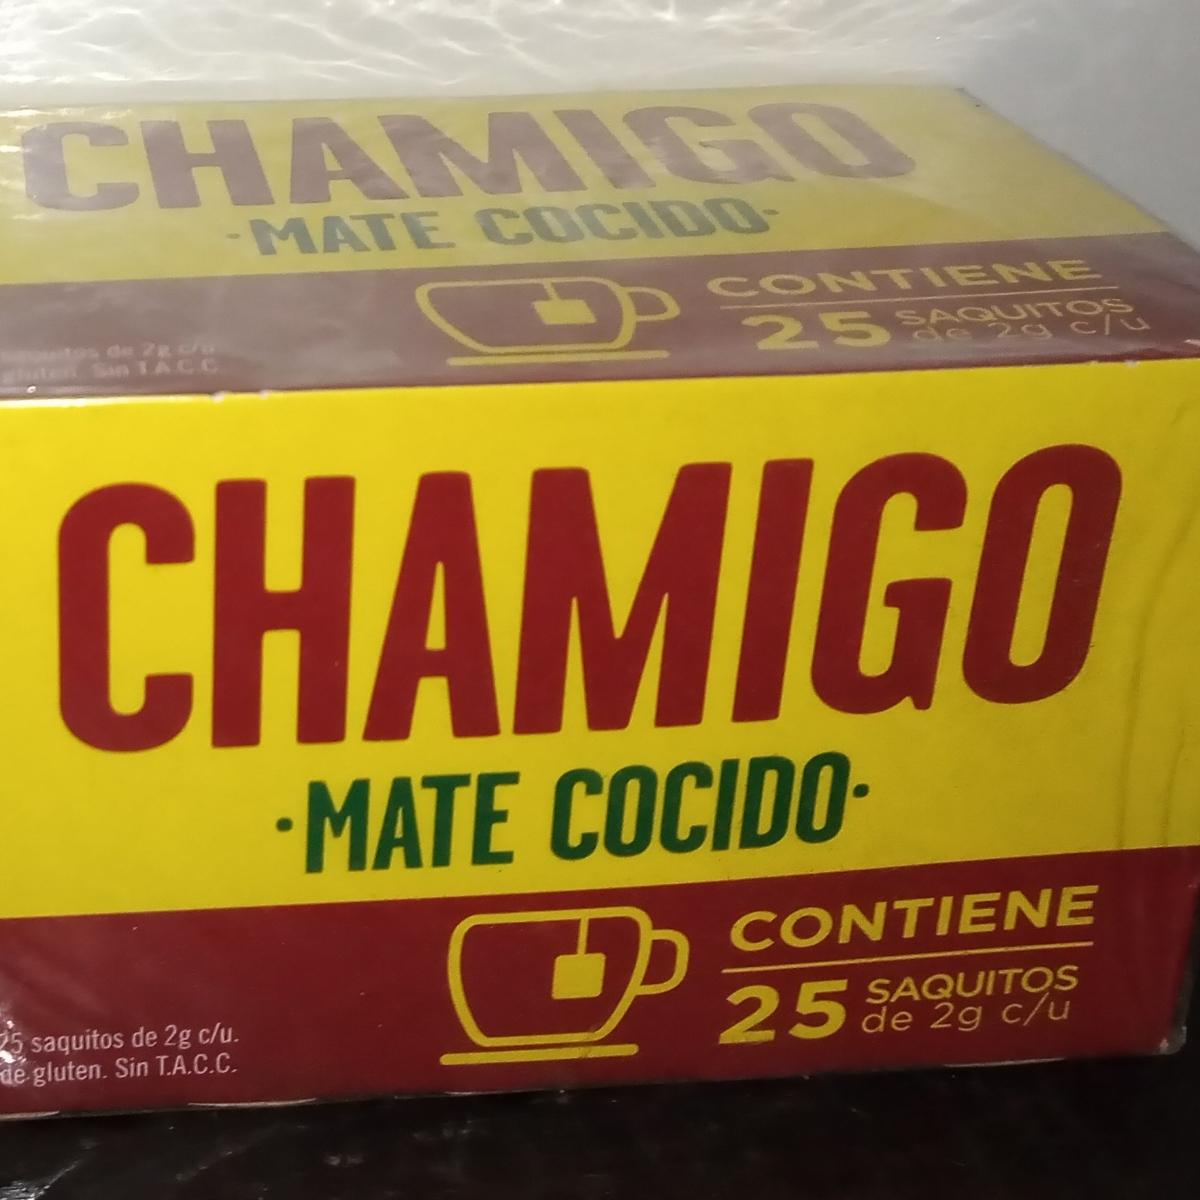 CHAMIGO
·MATE COCIDO·
CONTIENE
25 SAQUITOS
de 2g c/u
saquitos de 2g c/u
gluten. Sin T.A.C.C.
CHAMIGO
·MATE COCIDO·
CONTIENE
25 SAQUITOS
de 2g c/u
25 saquitos de 2g c/u.
de gluten. Sin T.A.C.C.